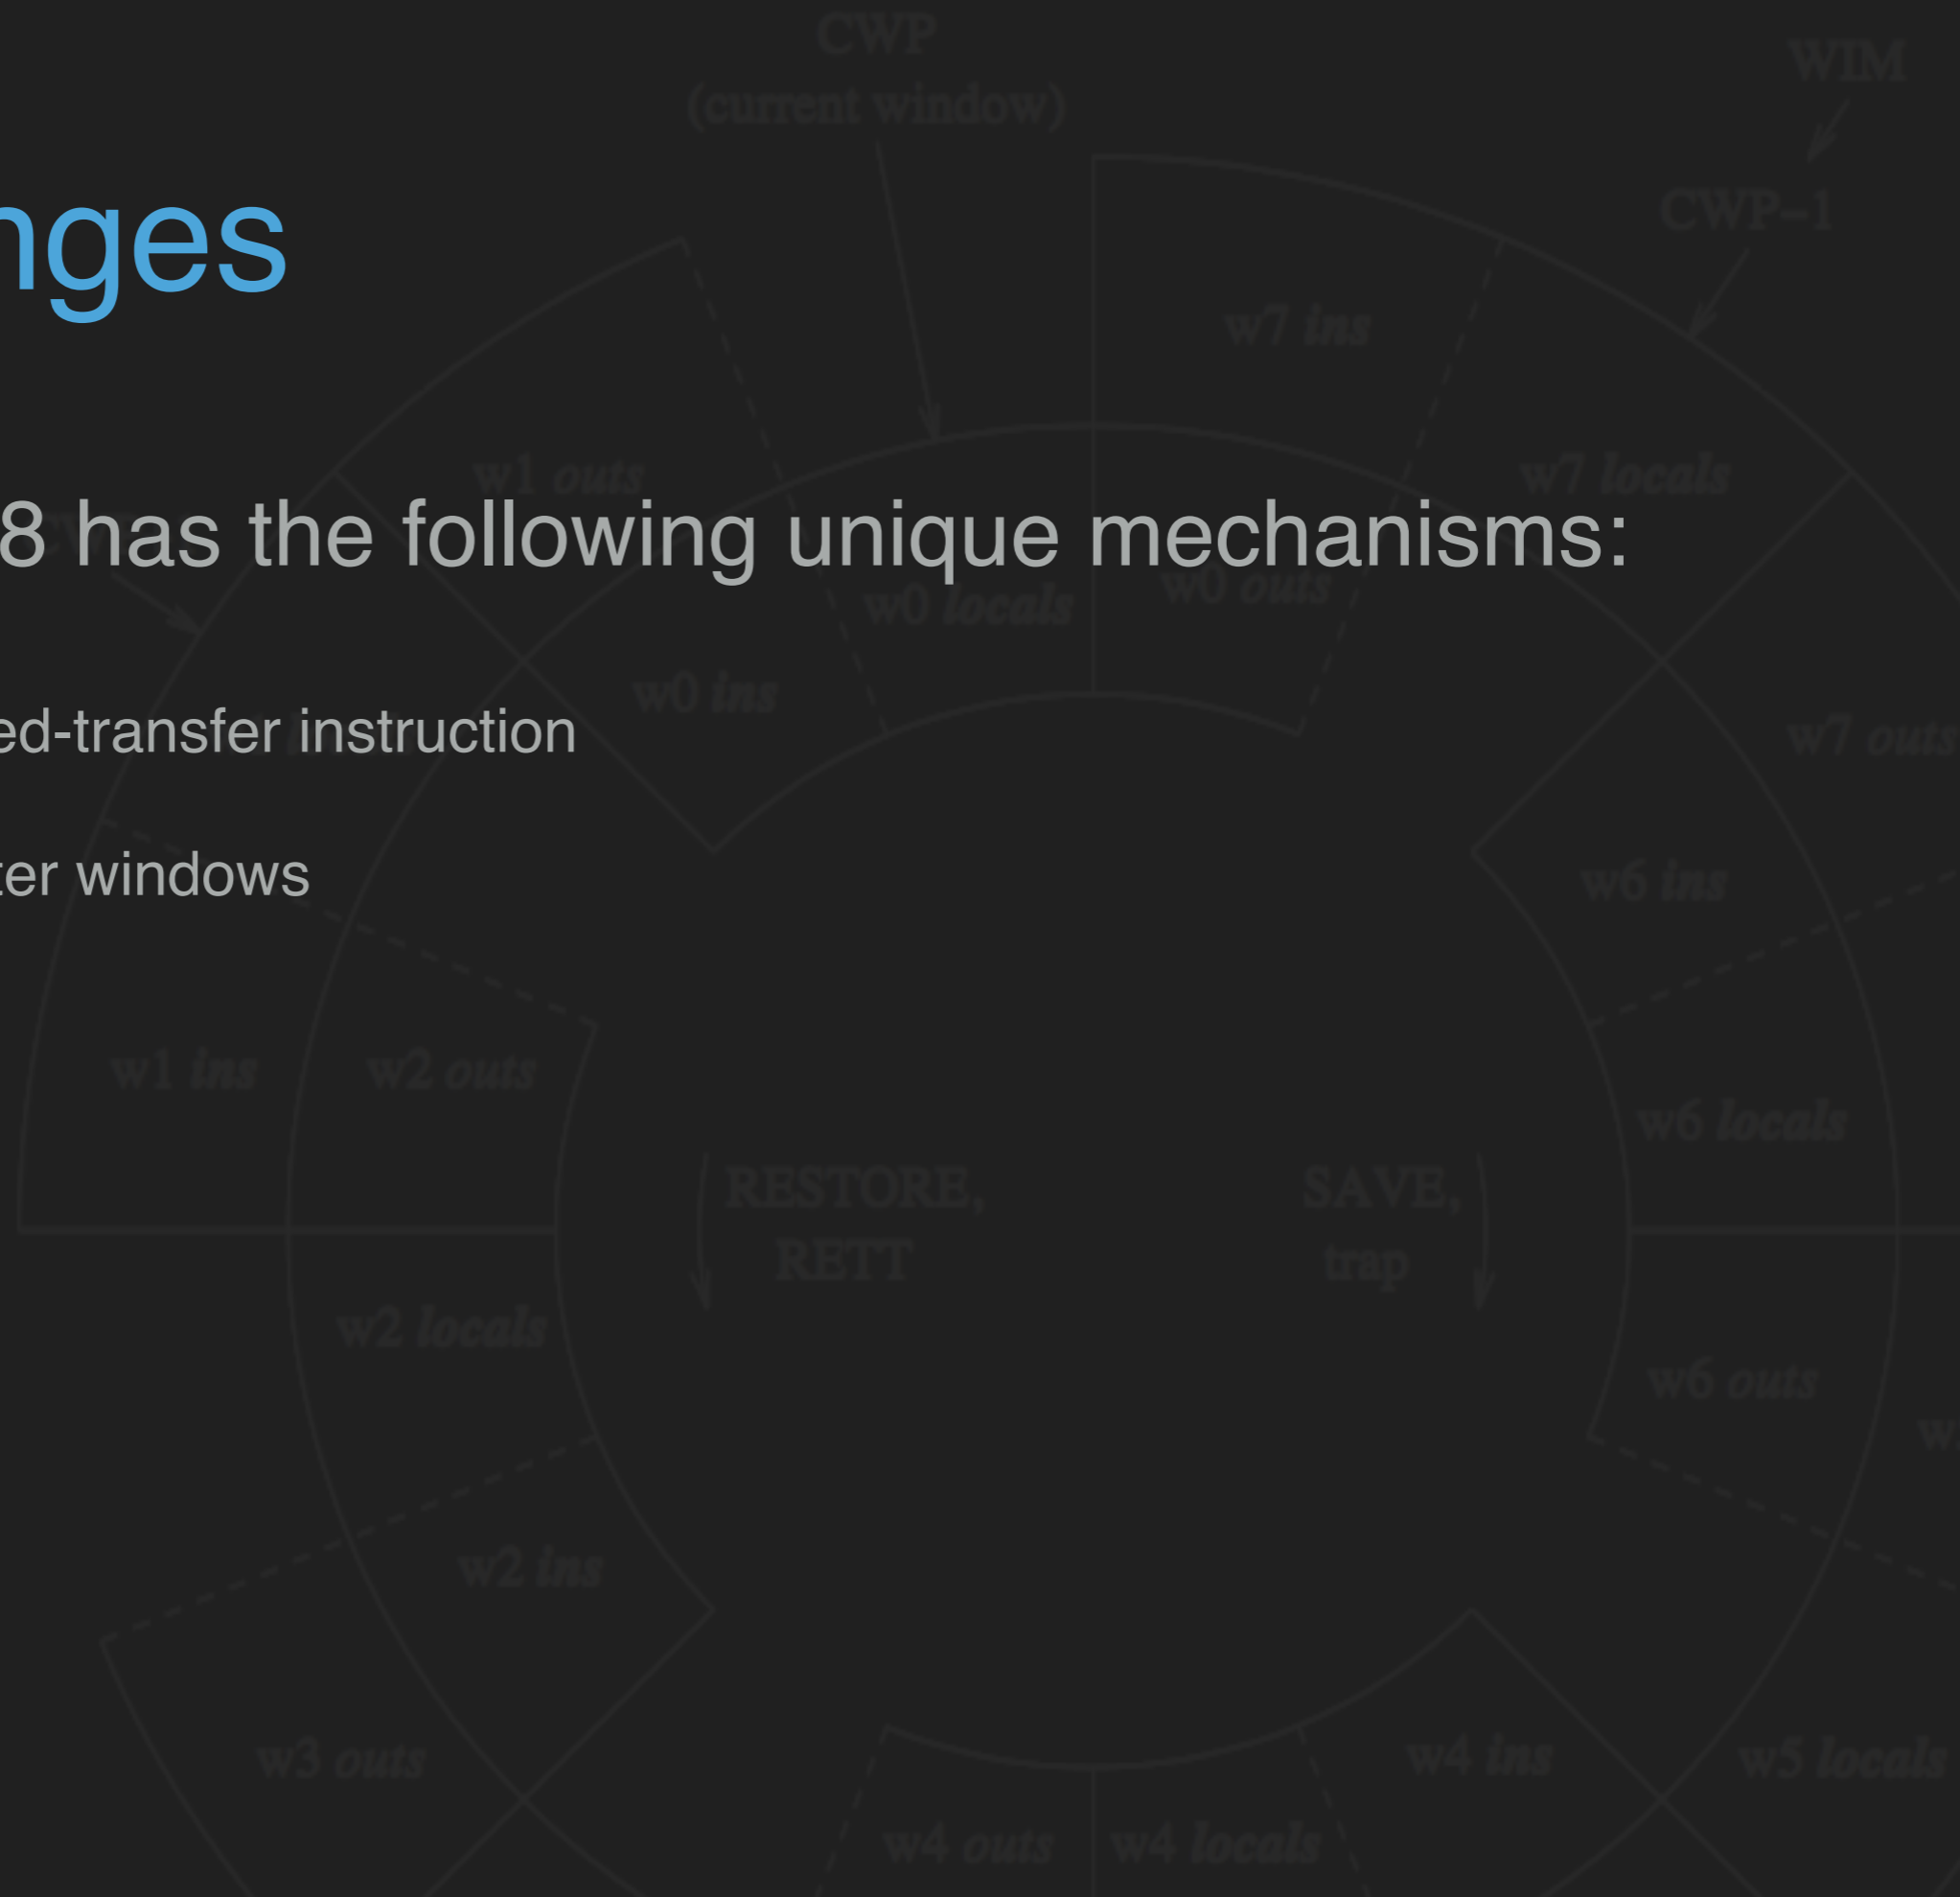 CWP
(current window)
WIM
CWP-1
nges
w7 ins
w1 outs
w7 locals
8 has the following unique mechanisms:
w0 locals
w0 outs
w0 ins
ed-transfer instruction
w7 outs
ter windows
w6 ins
w1 ins
w2 outs
w6 locals
RESTORE,
RETT
SAVE,
trap
w2 locals
w6 outs
w2 ins
w3 outs
w4 ins
w5 locals
w4 outs
w4 locals